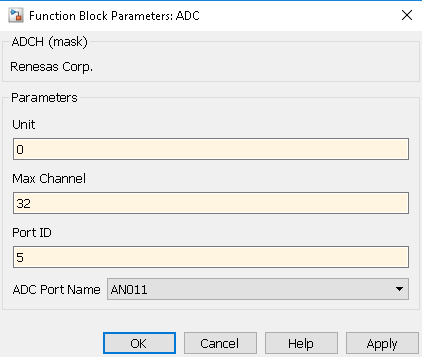 Function Block Parameters: ADC
ADCH (mask)
Renesas Corp.
Parameters
Unit
0
Max Channel
32
Port ID
5
ADC Port Name AN011
OK Cancel Help Apply